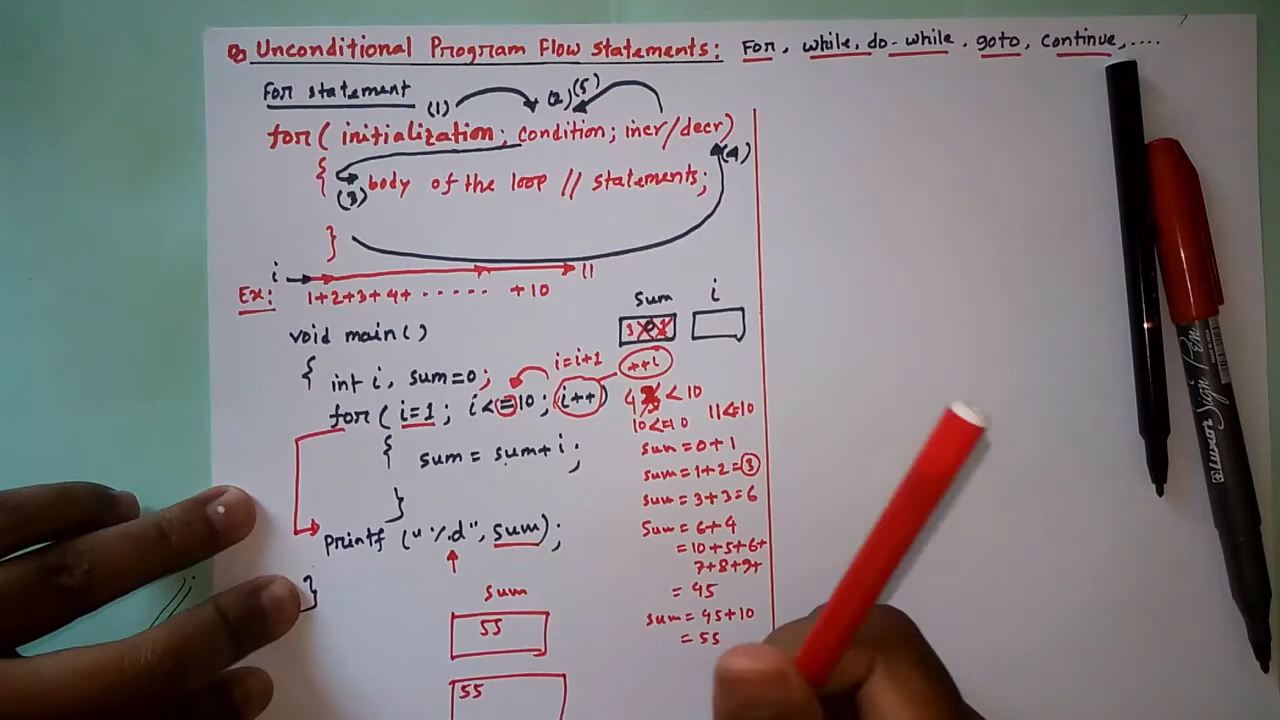 Unconditional Program Flow Statements: For, while, do-while, goto, continue,....
For statement
(1) (2) (5)
for( initialization; condition; incr/decr)
(4)
{ body of the loop // statements;
(3)
}
i 11
Ex: 1+2+3+4+ ...... +10
sum i
void main()
3
i=i+1 ++i
{ int i, sum=0;
for( i=1; i<=10; i++)
4 < 10
10<=10 11<=10
{ sum = sum+i;
sum=0+1
sum=1+2=3
}
sum=3+3=6
printf ("%d", sum);
sum=6+4
=10+5+6+
7+8+9+
= 45
}
sum
sum=45+10
= 55
55
55
Luxor Sign Pen